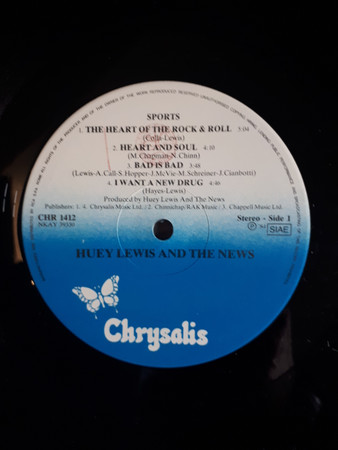 SPORTS
1. THE HEART OF THE ROCK & ROLL 5:04
(Colla-Lewis)
2. HEART AND SOUL 4:10
(M.Chapman-N.Chinn)
3. BAD IS BAD 3:48
(Lewis-A.Call-S.Hopper-J.McVie-M.Schreiner-J.Cianbotti)
4. I WANT A NEW DRUG 4:46
(Hayes-Lewis)
Produced by Huey Lewis And The News
Publishers: 1./4. Chrysalis Music Ltd./2. Chinnichap/RAK Music/3. Chappell Music Ltd.
CHR 1412 Stereo - Side 1
SIAE
HUEY LEWIS AND THE NEWS
Chrysalis